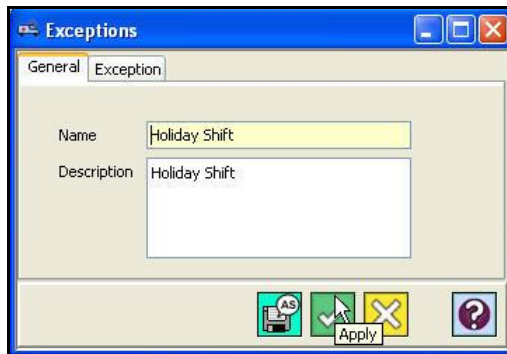 Exceptions
General Exception
Name Holiday Shift
Description Holiday Shift
AS
Apply
?